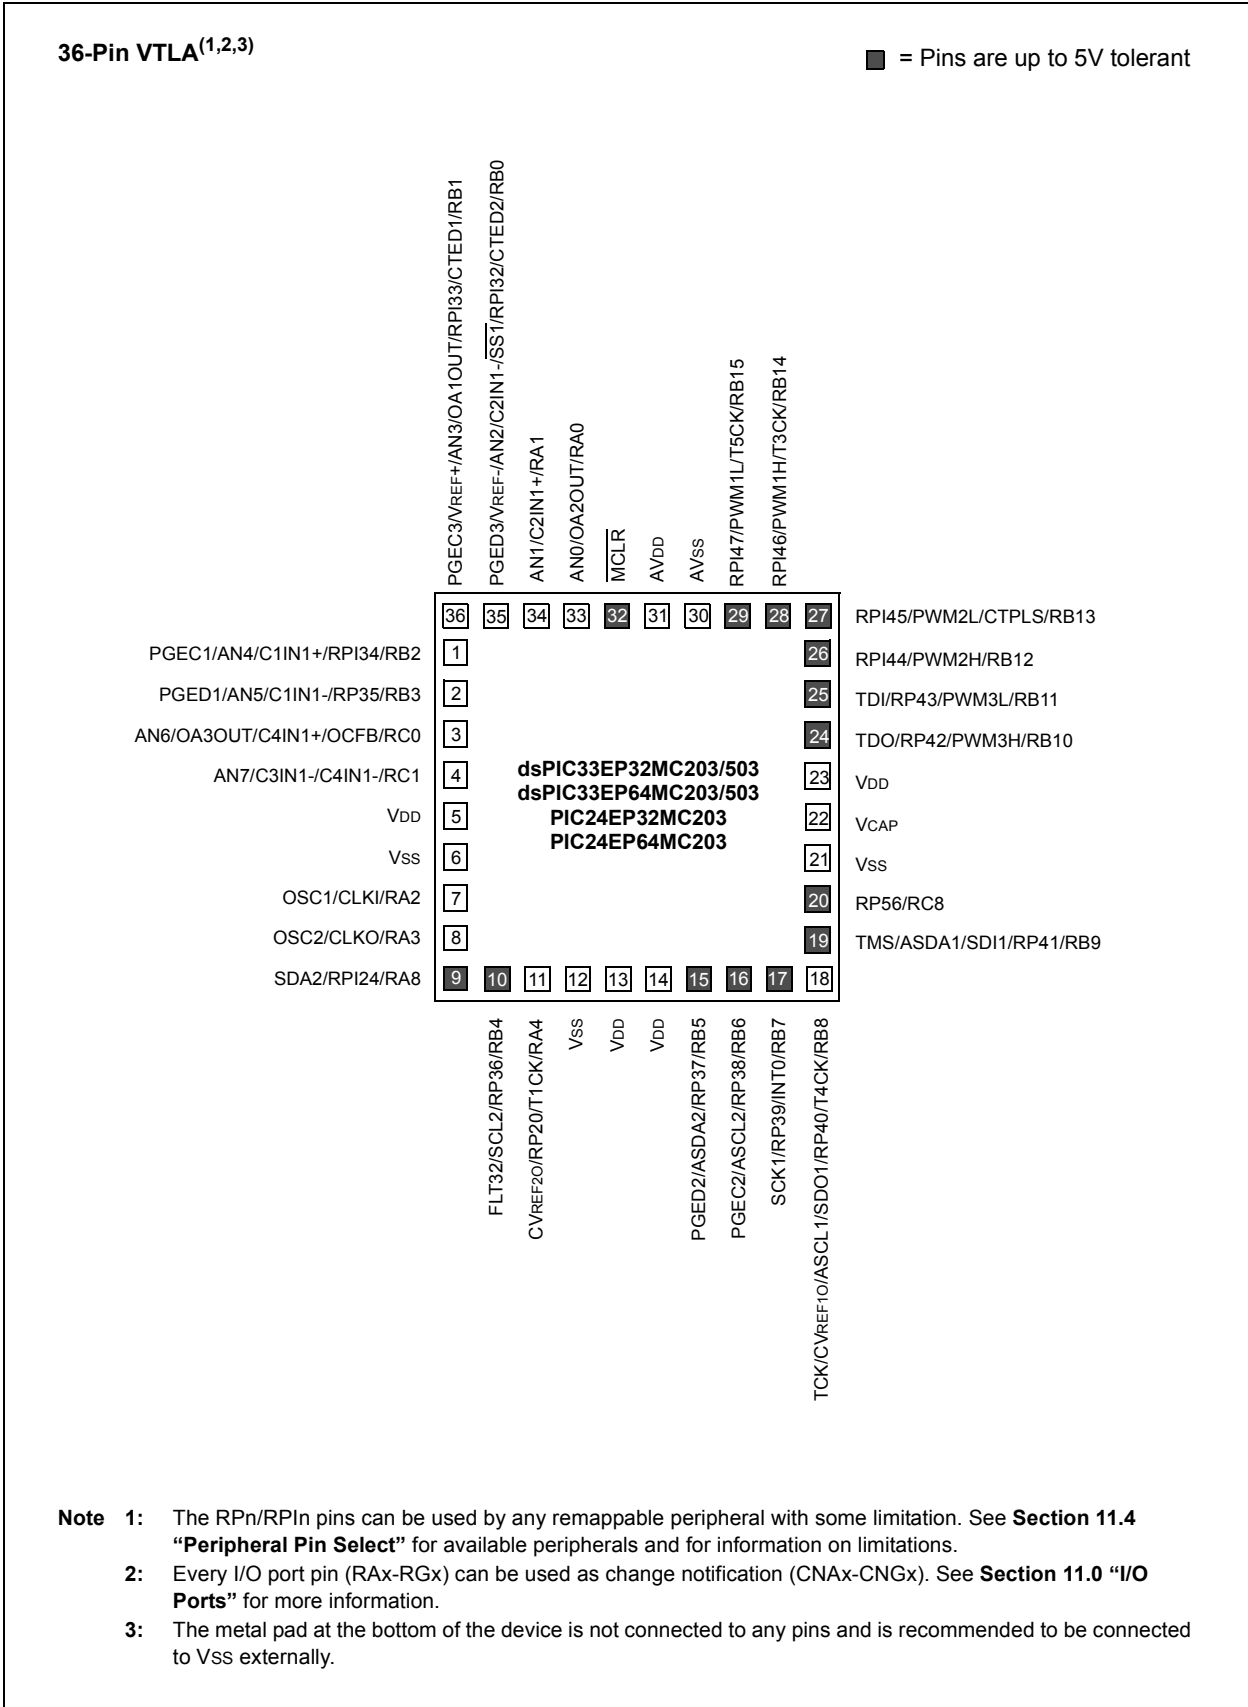 36-Pin VTLA(1,2,3)
= Pins are up to 5V tolerant
PGEC3/VREF+/AN3/OA1OUT/RPI33/CTED1/RB1
PGED3/VREF-/AN2/C2IN1-/SS1/RPI32/CTED2/RB0
AN1/C2IN1+/RA1
AN0/OA2OUT/RA0
MCLR
AVDD
AVSS
RPI47/PWM1L/T5CK/RB15
RPI46/PWM1H/T3CK/RB14
36 35 34 33 32 31 30 29 28 27 RPI45/PWM2L/CTPLS/RB13
PGEC1/AN4/C1IN1+/RPI34/RB2 1 26 RPI44/PWM2H/RB12
PGED1/AN5/C1IN1-/RP35/RB3 2 25 TDI/RP43/PWM3L/RB11
AN6/OA3OUT/C4IN1+/OCFB/RC0 3 24 TDO/RP42/PWM3H/RB10
AN7/C3IN1-/C4IN1-/RC1 4 23 VDD
dsPIC33EP32MC203/503
dsPIC33EP64MC203/503
PIC24EP32MC203
PIC24EP64MC203
VDD 5 22 VCAP
VSS 6 21 VSS
OSC1/CLKI/RA2 7 20 RP56/RC8
OSC2/CLKO/RA3 8 19 TMS/ASDA1/SDI1/RP41/RB9
SDA2/RPI24/RA8 9 10 11 12 13 14 15 16 17 18
FLT32/SCL2/RP36/RB4
CVREF2O/RP20/T1CK/RA4
VSS
VDD
VDD
PGED2/ASDA2/RP37/RB5
PGEC2/ASCL2/RP38/RB6
SCK1/RP39/INT0/RB7
TCK/CVREF1O/ASCL1/SDO1/RP40/T4CK/RB8
Note 1: The RPn/RPIn pins can be used by any remappable peripheral with some limitation. See Section 11.4
“Peripheral Pin Select” for available peripherals and for information on limitations.
2: Every I/O port pin (RAx-RGx) can be used as change notification (CNAx-CNGx). See Section 11.0 “I/O
Ports” for more information.
3: The metal pad at the bottom of the device is not connected to any pins and is recommended to be connected
to VSS externally.